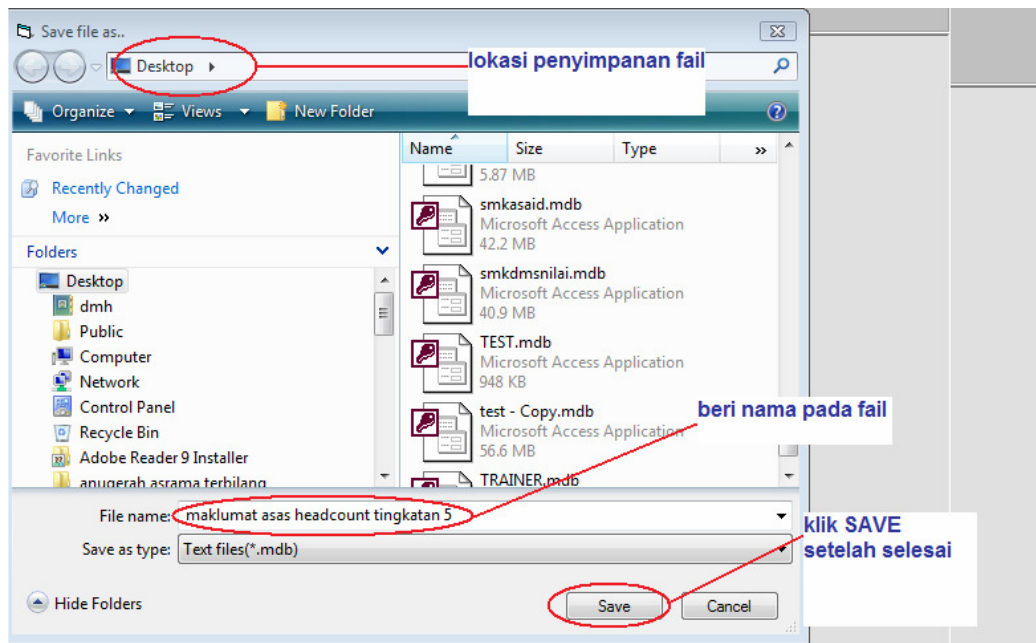 Save file as..
Desktop
lokasi penyimpanan fail
Organize Views New Folder
Favorite Links
Recently Changed
More »
Folders
Desktop
dmh
Public
Computer
Network
Control Panel
Recycle Bin
Adobe Reader 9 Installer
anugerah asrama terbilang
Name Size Type »
5.87 MB
smkasaid.mdb
Microsoft Access Application
42.2 MB
smkdmsnilai.mdb
Microsoft Access Application
40.9 MB
TEST.mdb
Microsoft Access Application
948 KB
test - Copy.mdb
Microsoft Access Application
56.6 MB
TRAINER.mdb
beri nama pada fail
File name: maklumat asas headcount tingkatan 5
Save as type: Text files(*.mdb)
klik SAVE
setelah selesai
Hide Folders
Save Cancel